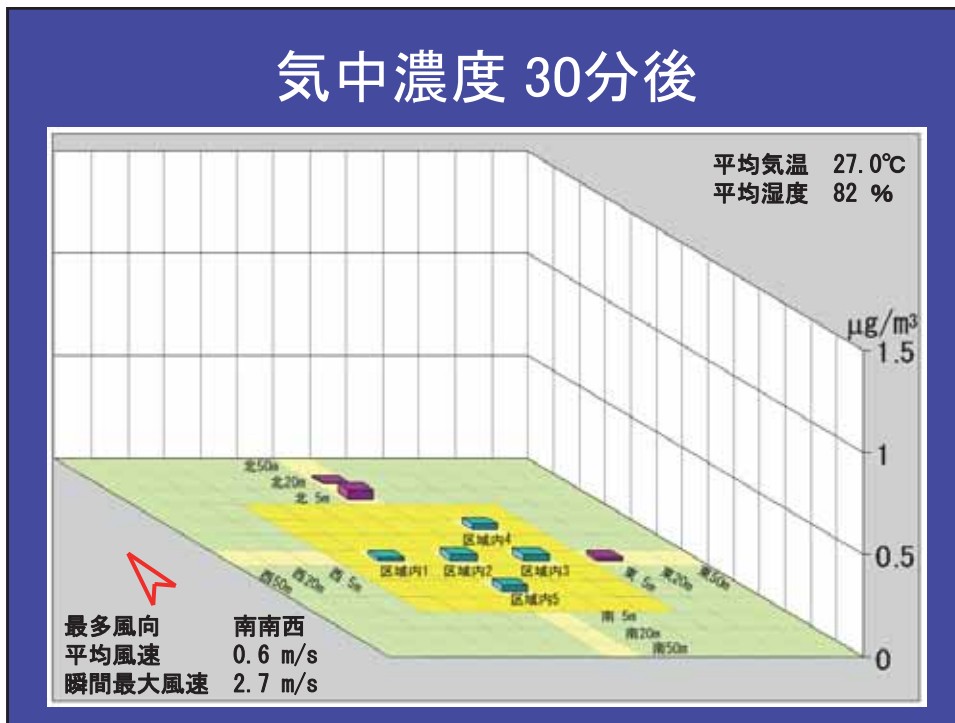 気中濃度 30分後
平均気温 27.0℃
平均湿度 82 %
μg/m³
1.5
1
0.5
0
北50m
北20m
北 5m
区域内4
区域内1 区域内2 区域内3
区域内5
西50m 西20m 西 5m
東 5m 東20m 東50m
南 5m
南20m
南50m
最多風向 南南西
平均風速 0.6 m/s
瞬間最大風速 2.7 m/s